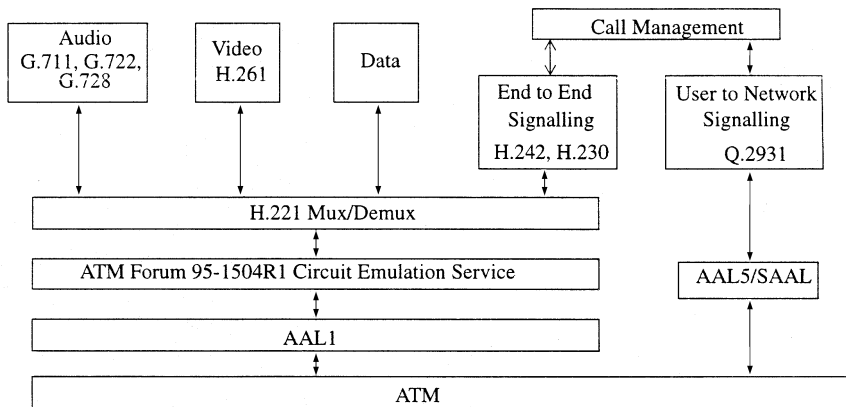 Call Management
Audio
G.711, G.722,
G.728
Video
H.261
Data
End to End
Signalling
H.242, H.230
User to Network
Signalling
Q.2931
H.221 Mux/Demux
ATM Forum 95-1504R1 Circuit Emulation Service
AAL5/SAAL
AAL1
ATM